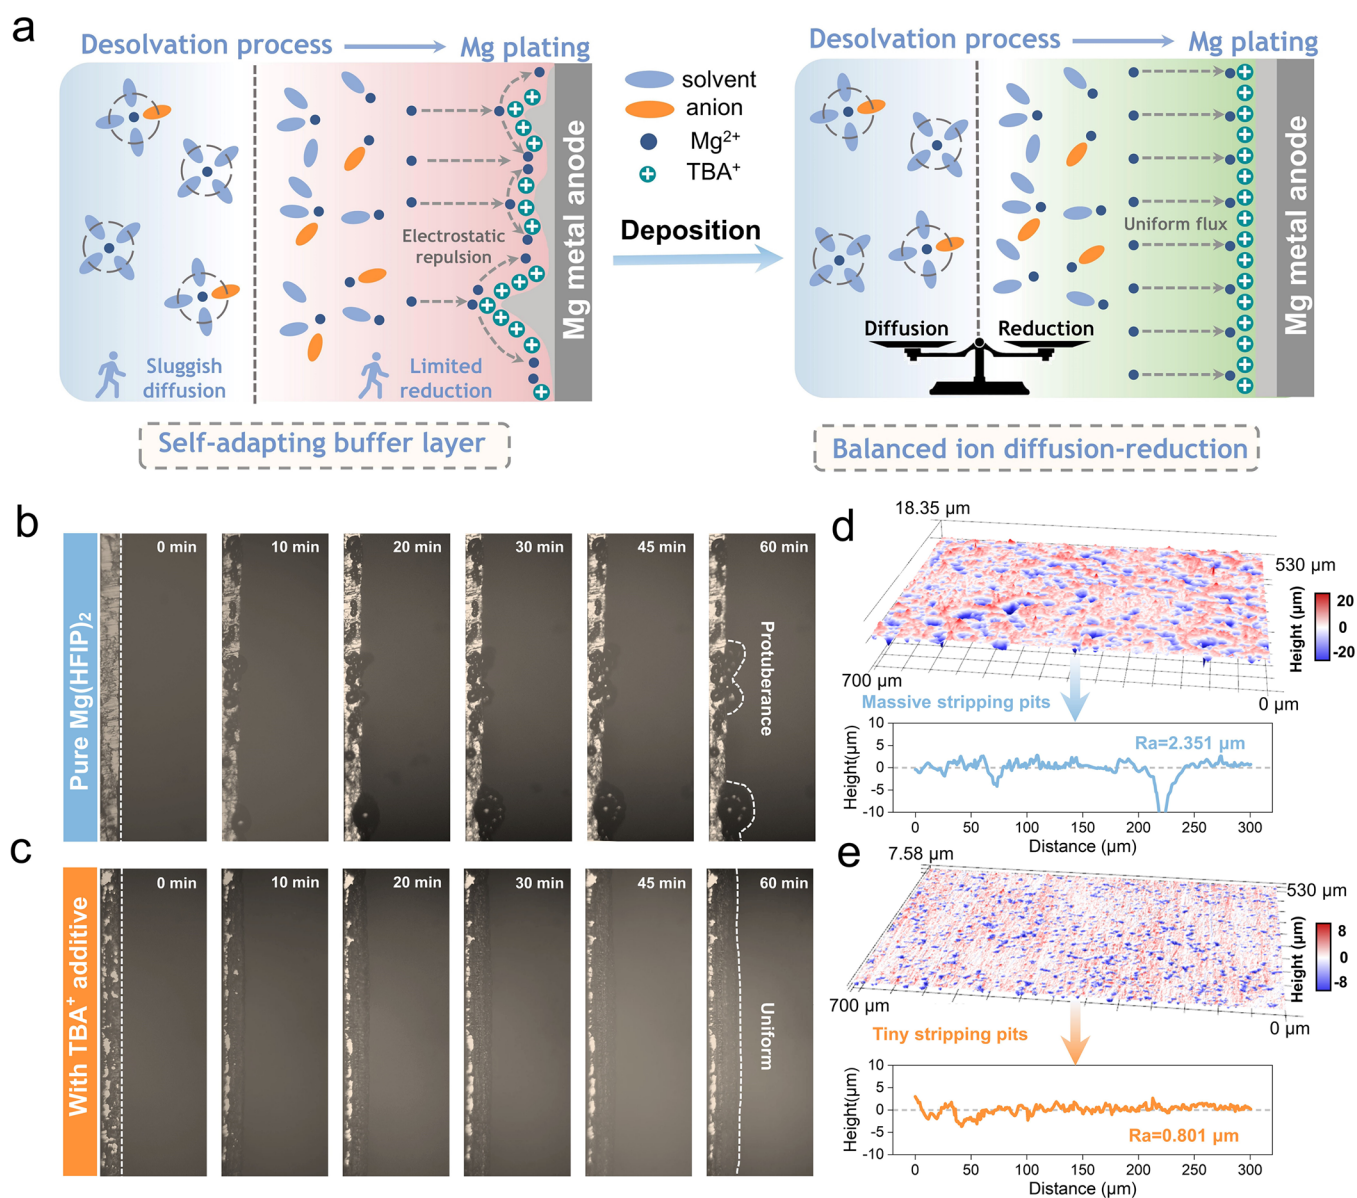 a
Desolvation process
Mg plating
Sluggish
diffusion
Electrostatic
repulsion
Limited
reduction
Mg metal anode
Self-adapting buffer layer
solvent
anion
Mg²⁺
TBA⁺
Deposition
Desolvation process
Mg plating
Uniform flux
Diffusion
Reduction
Mg metal anode
Balanced ion diffusion-reduction
b
Pure Mg(HFIP)₂
0 min
10 min
20 min
30 min
45 min
60 min
Protuberance
c
With TBA⁺ additive
0 min
10 min
20 min
30 min
45 min
60 min
Uniform
d
18.35 μm
530 μm
700 μm
0 μm
Height (μm)
20
0
-20
Massive stripping pits
Ra=2.351 μm
Height(μm)
10
5
0
-5
-10
0
50
100
150
200
250
300
Distance (μm)
e
7.58 μm
530 μm
700 μm
0 μm
Height (μm)
8
0
-8
Tiny stripping pits
Ra=0.801 μm
Height(μm)
10
5
0
-5
-10
0
50
100
150
200
250
300
Distance (μm)